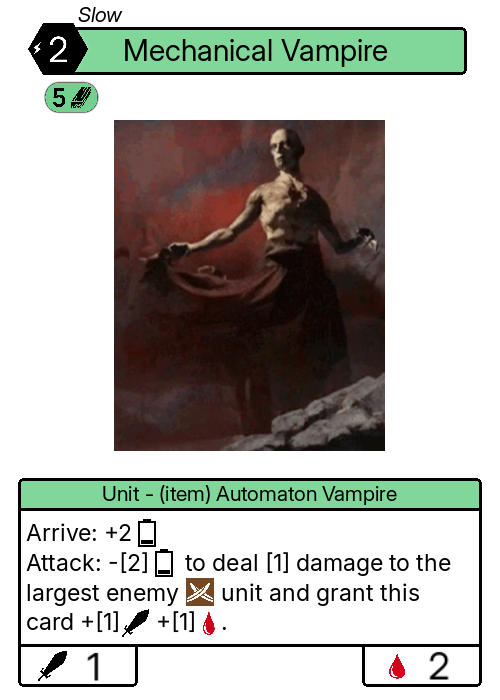 Slow
2 Mechanical Vampire
5
Unit - (item) Automaton Vampire
Arrive: +2
Attack: -[2] to deal [1] damage to the
largest enemy unit and grant this
card +[1] +[1] .
1 2